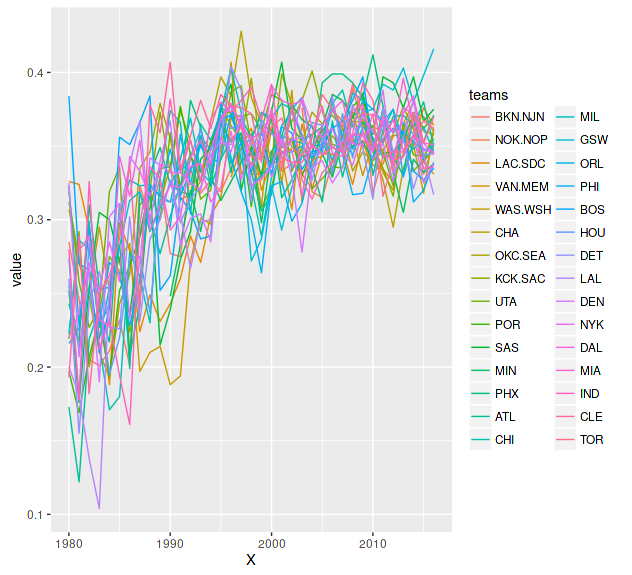 teams
BKN.NJN MIL
NOK.NOP GSW
LAC.SDC ORL
VAN.MEM PHI
WAS.WSH BOS
CHA HOU
OKC.SEA DET
KCK.SAC LAL
UTA DEN
POR NYK
SAS DAL
MIN MIA
PHX IND
ATL CLE
CHI TOR
value
0.4
0.3
0.2
0.1
1980 1990 2000 2010
X